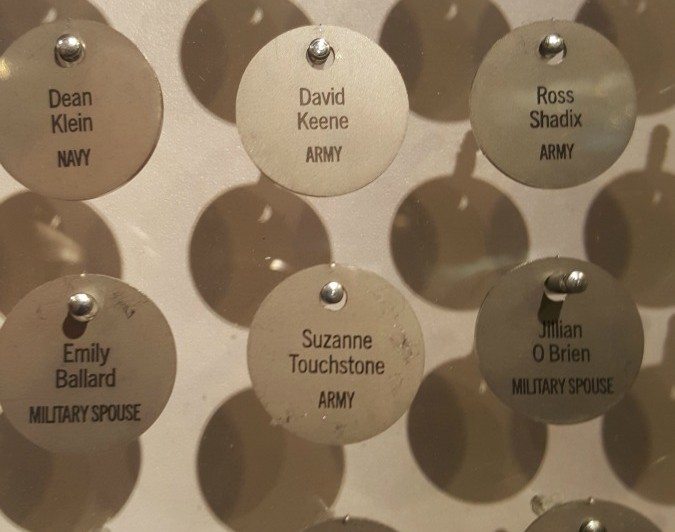 Dean
Klein
NAVY
David
Keene
ARMY
Ross
Shadix
ARMY
Emily
Ballard
MILITARY SPOUSE
Suzanne
Touchstone
ARMY
Jillian
O Brien
MILITARY SPOUSE